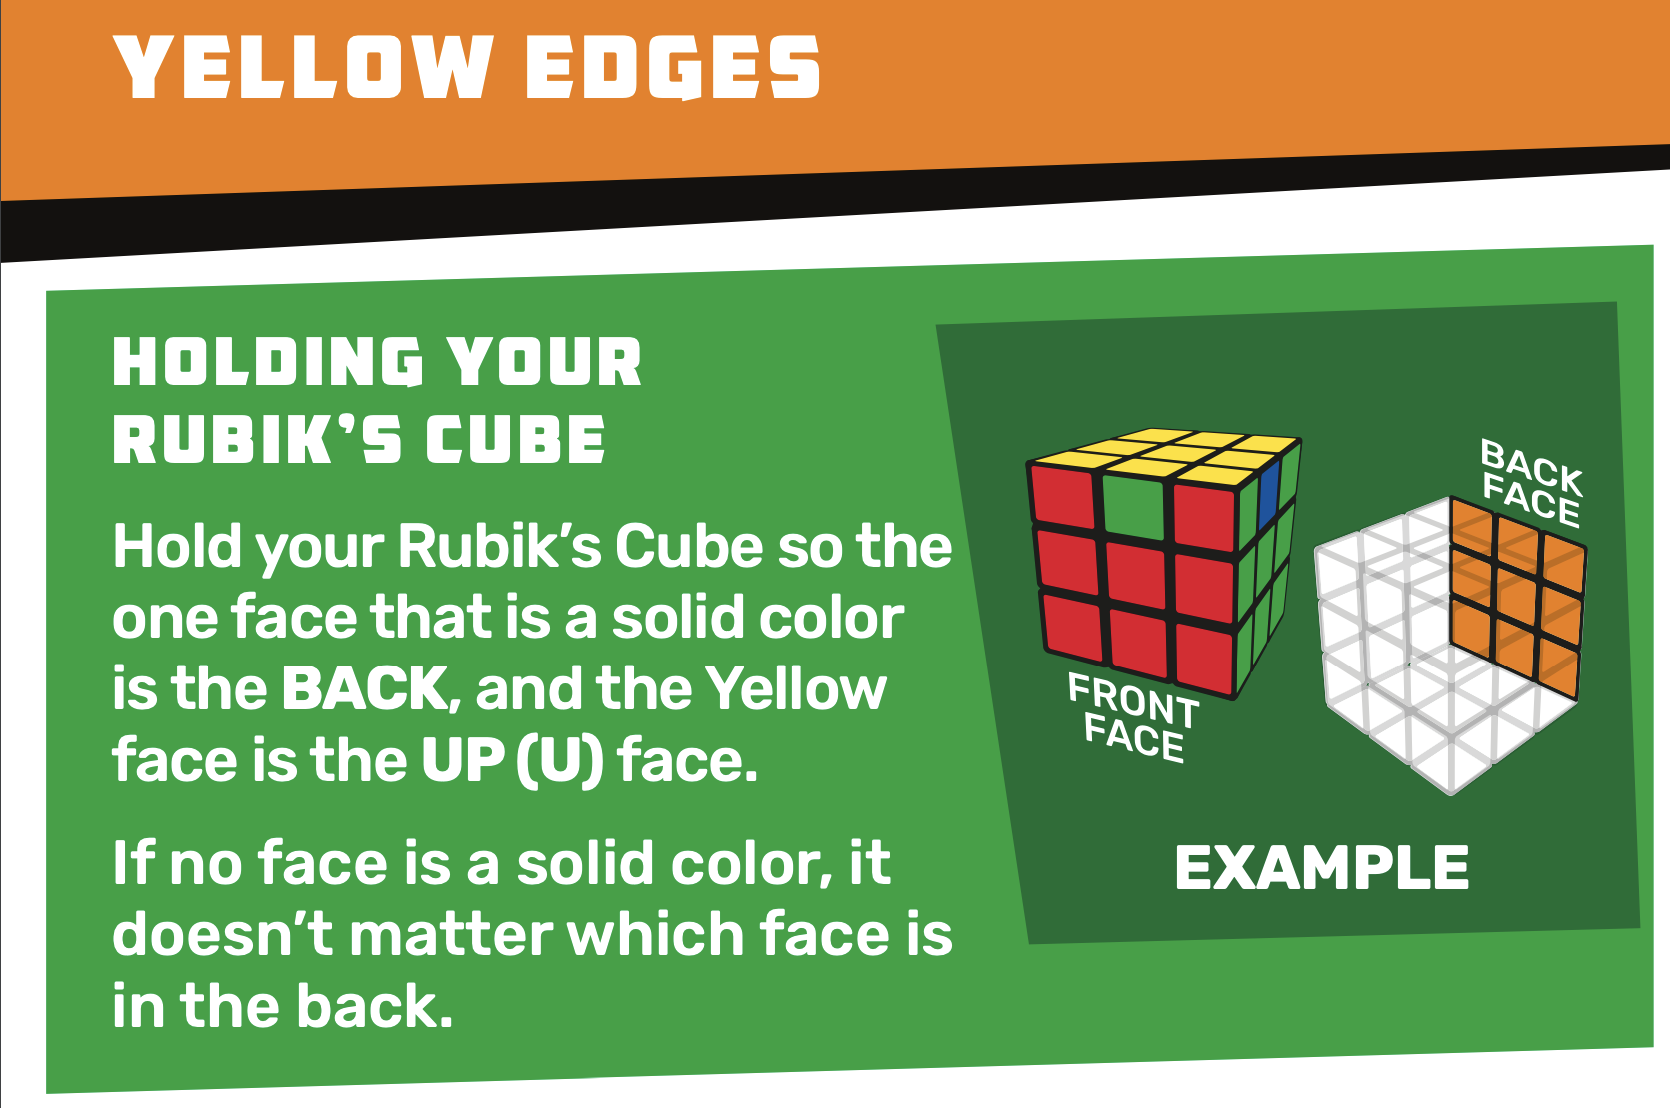 YELLOW EDGES
HOLDING YOUR
RUBIK'S CUBE
Hold your Rubik's Cube so the
one face that is a solid color
is the BACK, and the Yellow
face is the UP (U) face.
If no face is a solid color, it
doesn't matter which face is
in the back.
FRONT
FACE
BACK
FACE
EXAMPLE